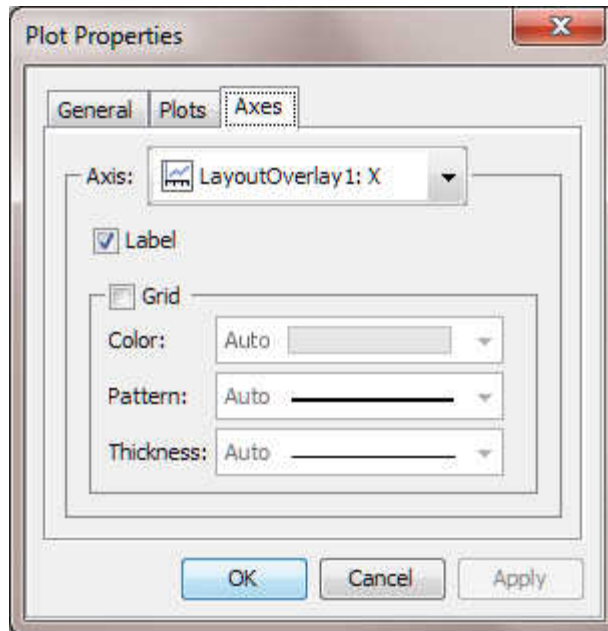 Plot Properties
General Plots Axes
Axis: LayoutOverlay1: X
Label
Grid
Color: Auto
Pattern: Auto
Thickness: Auto
OK Cancel Apply